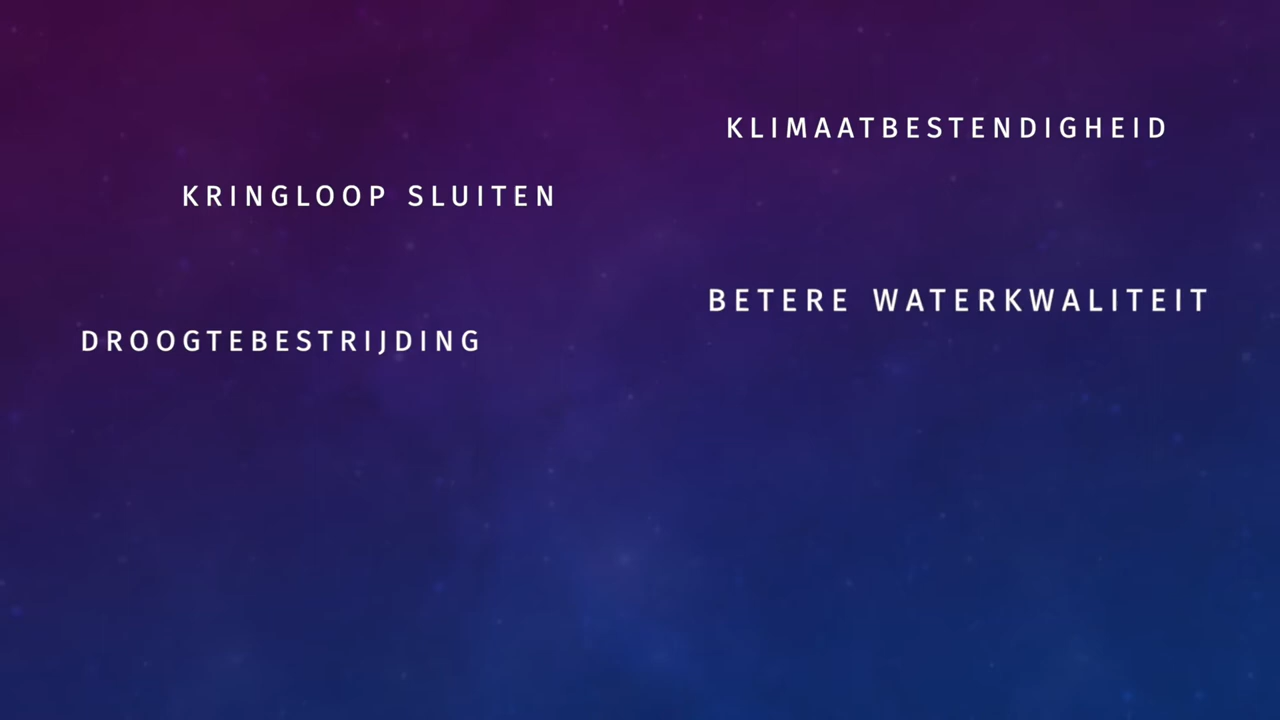 KLIMAATBESTENDIGHEID
KRINGLOOP SLUITEN
BETERE WATERKWALITEIT
DROOGTEBESTRIJDING